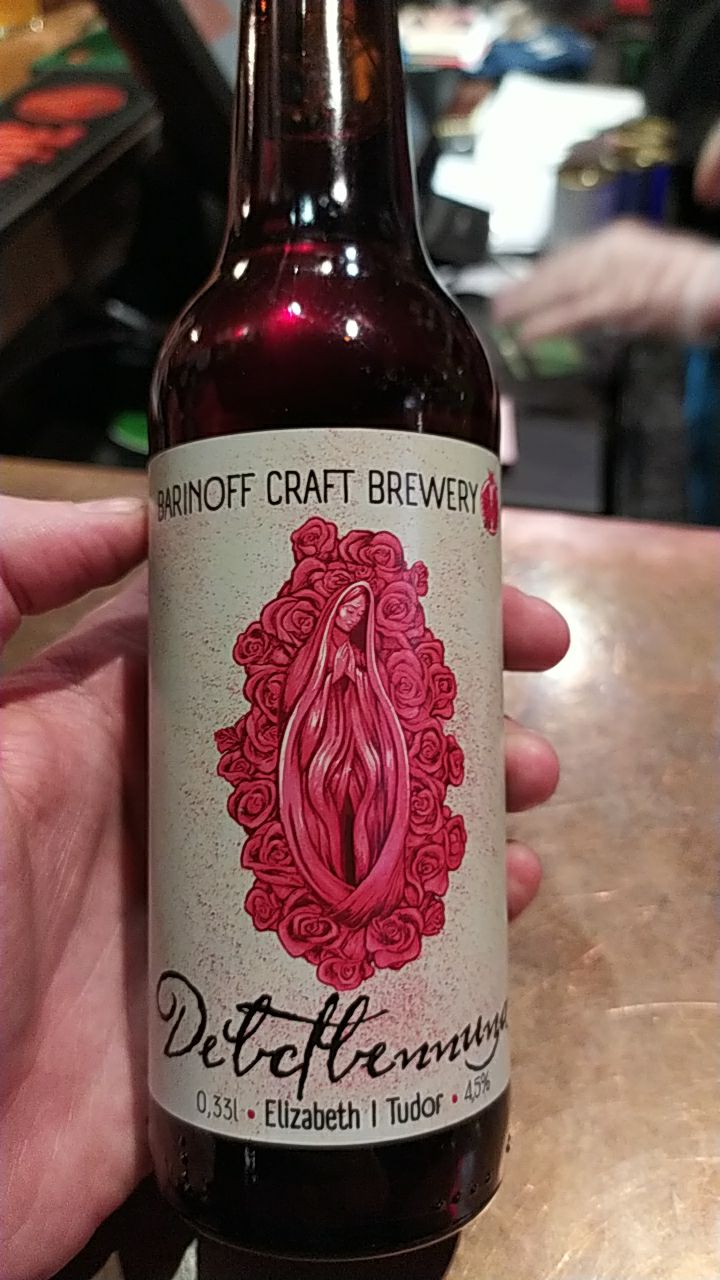 BARINOFF CRAFT BREWERY
Девственница
0,33l • Elizabeth I Tudor • 4,5%